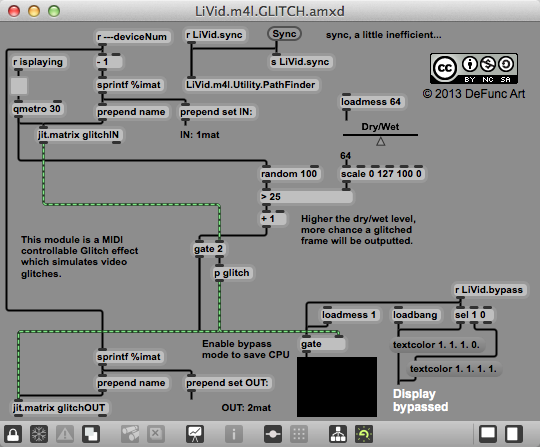 LiVid.m4l.GLITCH.amxd
r ---deviceNum
r LiVid.sync
Sync
sync, a little inefficient...
- 1
s LiVid.sync
r isplaying
sprintf %imat
LiVid.m4l.Utility.PathFinder
BY NC SA
© 2013 DeFunc Art
qmetro 30
prepend name
prepend set IN:
loadmess 64
jit.matrix glitchIN
IN: 1mat
Dry/Wet
64
random 100
scale 0 127 100 0
> 25
+ 1
Higher the dry/wet level,
more chance a glitched
frame will be outputted.
This module is a MIDI
controllable Glitch effect
which simulates video
glitches.
gate 2
p glitch
r LiVid.bypass
loadmess 1
loadbang
sel 1 0
Enable bypass
mode to save CPU
gate
textcolor 1. 1. 1. 0.
sprintf %imat
textcolor 1. 1. 1. 1.
prepend name
prepend set OUT:
Display
bypassed
jit.matrix glitchOUT
OUT: 2mat